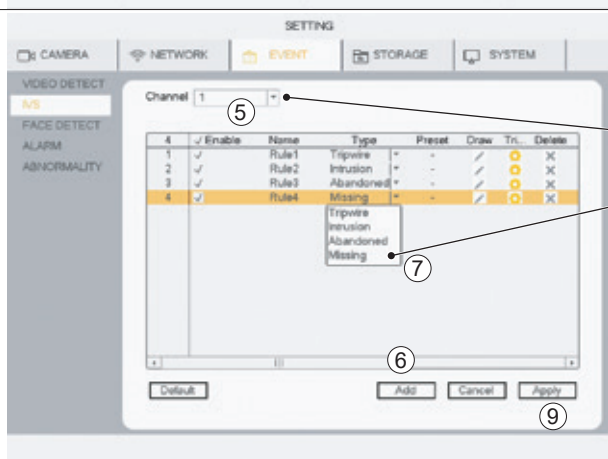 SETTING
CAMERA NETWORK EVENT STORAGE SYSTEM
VIDEO DETECT
IVS
FACE DETECT
ALARM
ABNORMALITY
Channel 1
5
4 Enable Name Type Preset Draw Tri... Delete
1 Rule1 Tripwire -
2 Rule2 Intrusion -
3 Rule3 Abandoned -
4 Rule4 Missing -
Tripwire
Intrusion
Abandoned
Missing
7
6
Default Add Cancel Apply
9